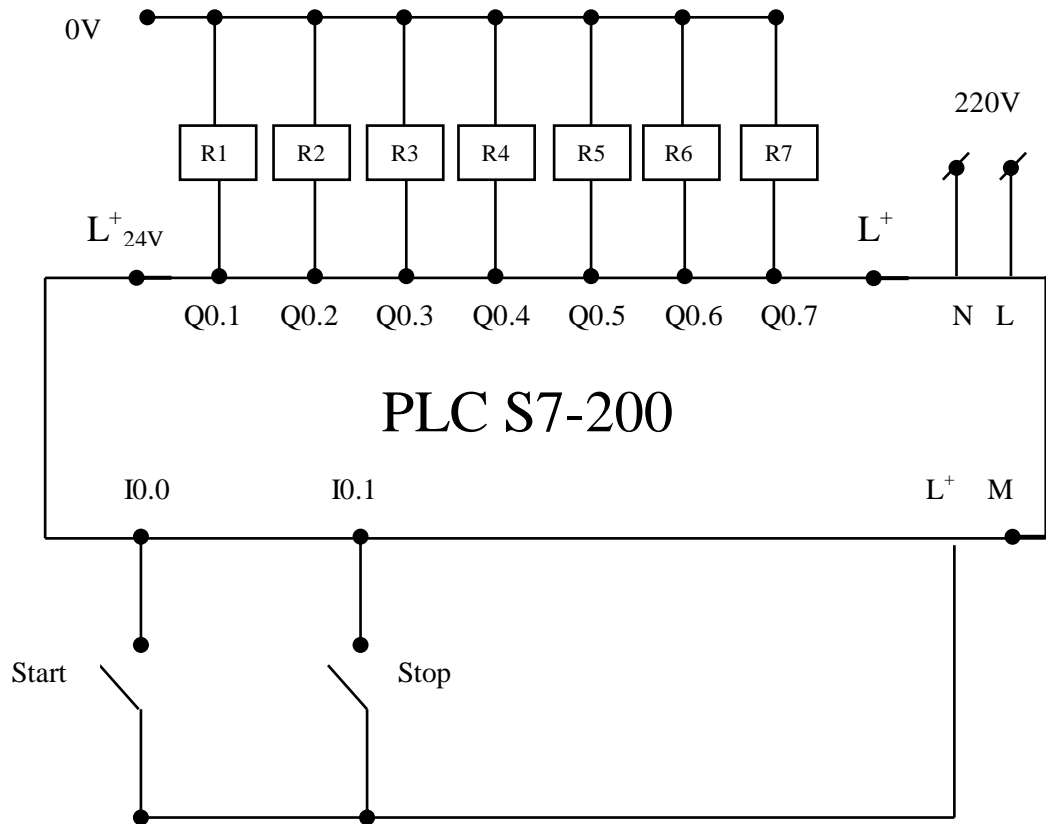 0V
220V
R1 R2 R3 R4 R5 R6 R7
L+ 24V L+
Q0.1 Q0.2 Q0.3 Q0.4 Q0.5 Q0.6 Q0.7 N L
PLC S7-200
I0.0 I0.1 L+ M
Start Stop